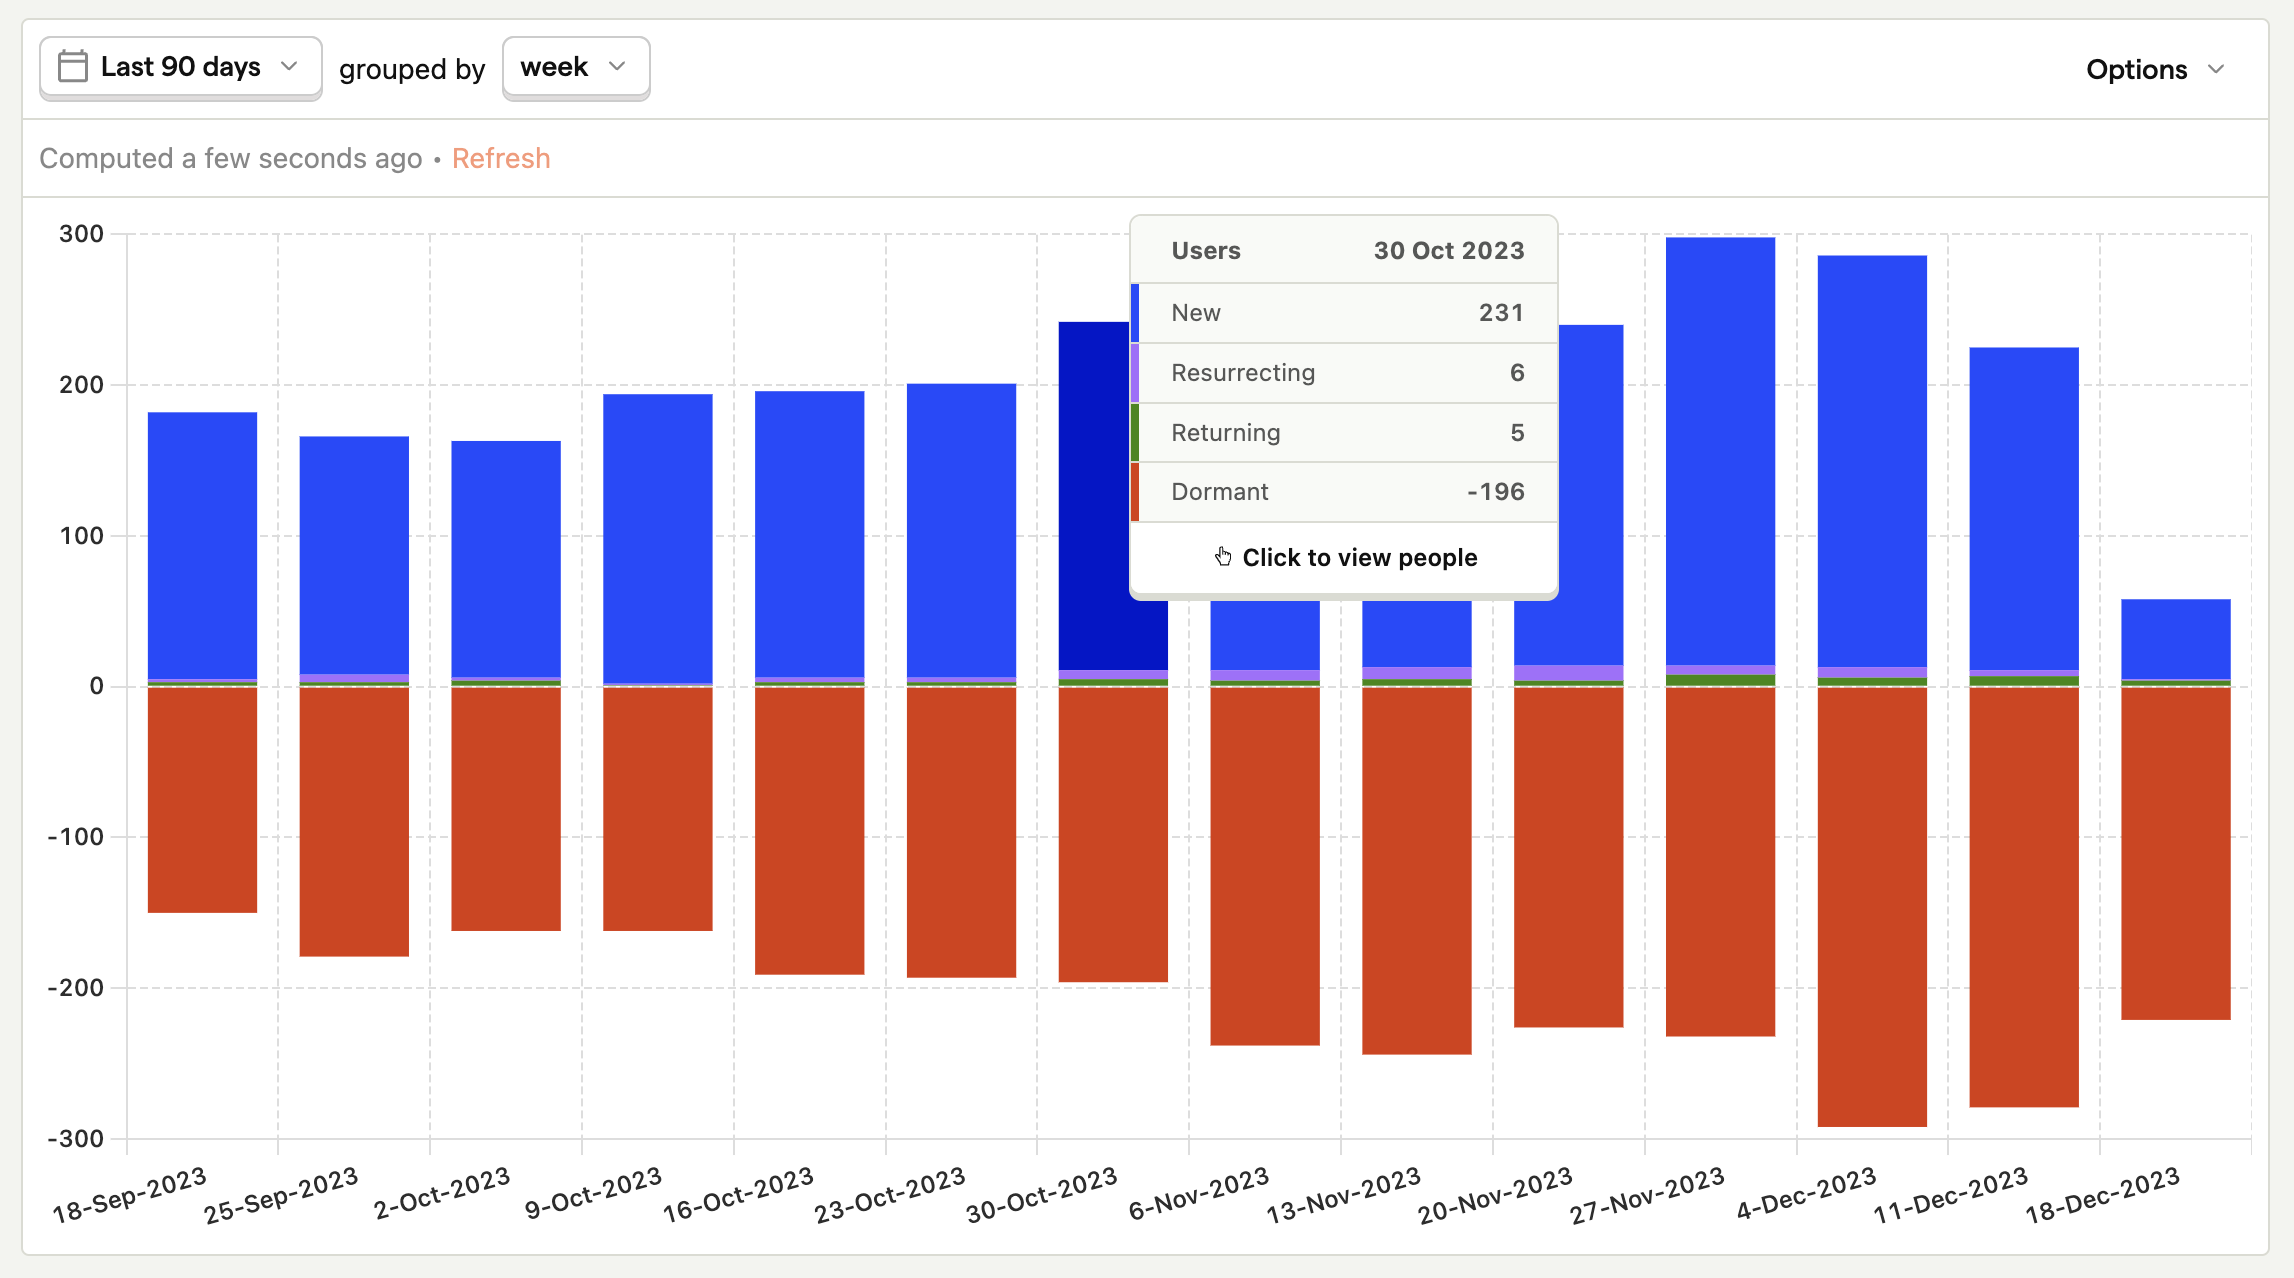 Last 90 days grouped by week Options
Computed a few seconds ago • Refresh
Users 30 Oct 2023
New 231
Resurrecting 6
Returning 5
Dormant -196
Click to view people
300
200
100
0
-100
-200
-300
18-Sep-2023 25-Sep-2023 2-Oct-2023 9-Oct-2023 16-Oct-2023 23-Oct-2023 30-Oct-2023 6-Nov-2023 13-Nov-2023 20-Nov-2023 27-Nov-2023 4-Dec-2023 11-Dec-2023 18-Dec-2023